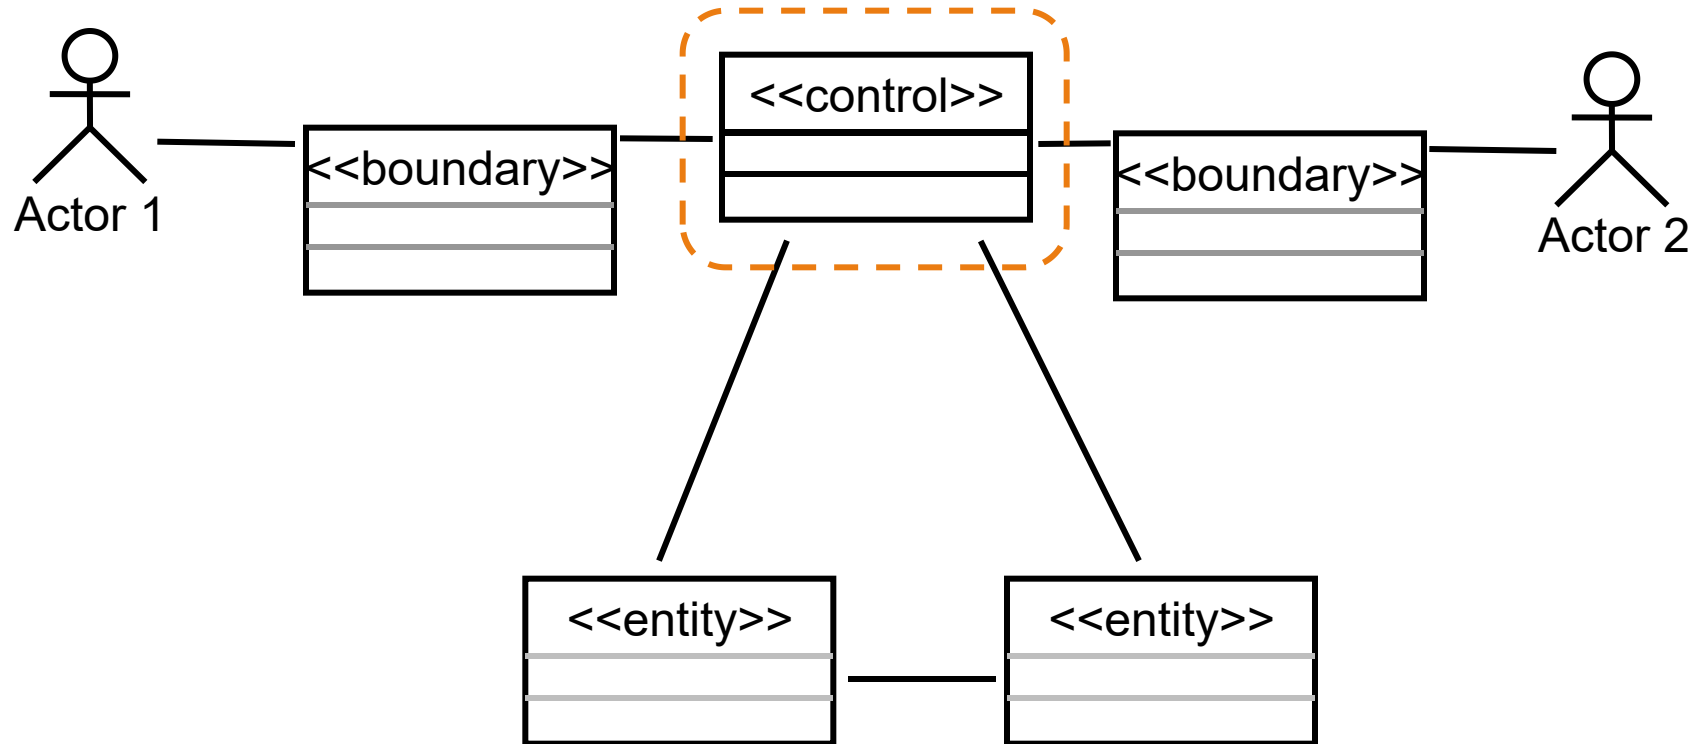 <<control>>
<<boundary>>
<<boundary>>
Actor 1
Actor 2
<<entity>>
<<entity>>